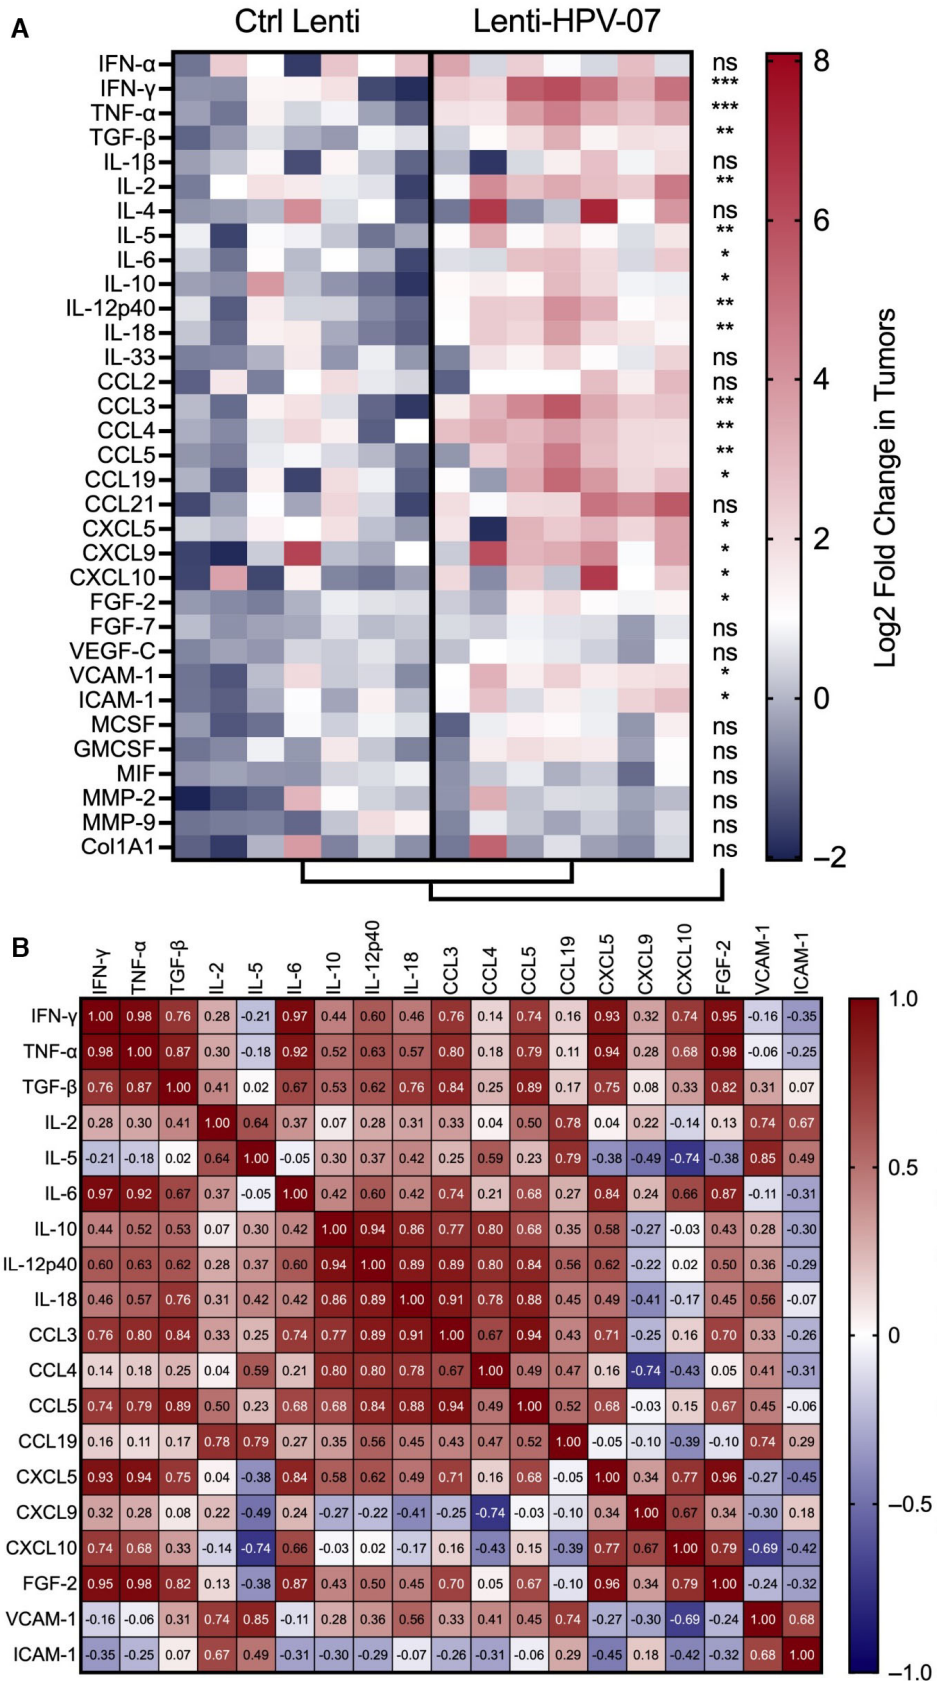 A
Ctrl Lenti Lenti-HPV-07
IFN-α ns
IFN-γ ***
TNF-α ***
TGF-β **
IL-1β ns
IL-2 **
IL-4 ns
IL-5 **
IL-6 *
IL-10 *
IL-12p40 **
IL-18 **
IL-33 ns
CCL2 ns
CCL3 **
CCL4 **
CCL5 **
CCL19 *
CCL21 ns
CXCL5 *
CXCL9 *
CXCL10 *
FGF-2 *
FGF-7 ns
VEGF-C ns
VCAM-1 *
ICAM-1 *
MCSF ns
GMCSF ns
MIF ns
MMP-2 ns
MMP-9 ns
Col1A1 ns
8
6
4
2
0
−2
Log2 Fold Change in Tumors
B
IFN-γ TNF-α TGF-β IL-2 IL-5 IL-6 IL-10 IL-12p40 IL-18 CCL3 CCL4 CCL5 CCL19 CXCL5 CXCL9 CXCL10 FGF-2 VCAM-1 ICAM-1
IFN-γ 1.00 0.98 0.76 0.28 -0.21 0.97 0.44 0.60 0.46 0.76 0.14 0.74 0.16 0.93 0.32 0.74 0.95 -0.16 -0.35
TNF-α 0.98 1.00 0.87 0.30 -0.18 0.92 0.52 0.63 0.57 0.80 0.18 0.79 0.11 0.94 0.28 0.68 0.98 -0.06 -0.25
TGF-β 0.76 0.87 1.00 0.41 0.02 0.67 0.53 0.62 0.76 0.84 0.25 0.89 0.17 0.75 0.08 0.33 0.82 0.31 0.07
IL-2 0.28 0.30 0.41 1.00 0.64 0.37 0.07 0.28 0.31 0.33 0.04 0.50 0.78 0.04 0.22 -0.14 0.13 0.74 0.67
IL-5 -0.21 -0.18 0.02 0.64 1.00 -0.05 0.30 0.37 0.42 0.25 0.59 0.23 0.79 -0.38 -0.49 -0.74 -0.38 0.85 0.49
IL-6 0.97 0.92 0.67 0.37 -0.05 1.00 0.42 0.60 0.42 0.74 0.21 0.68 0.27 0.84 0.24 0.66 0.87 -0.11 -0.31
IL-10 0.44 0.52 0.53 0.07 0.30 0.42 1.00 0.94 0.86 0.77 0.80 0.68 0.35 0.58 -0.27 -0.03 0.43 0.28 -0.30
IL-12p40 0.60 0.63 0.62 0.28 0.37 0.60 0.94 1.00 0.89 0.89 0.80 0.84 0.56 0.62 -0.22 0.02 0.50 0.36 -0.29
IL-18 0.46 0.57 0.76 0.31 0.42 0.42 0.86 0.89 1.00 0.91 0.78 0.88 0.45 0.49 -0.41 -0.17 0.45 0.56 -0.07
CCL3 0.76 0.80 0.84 0.33 0.25 0.74 0.77 0.89 0.91 1.00 0.67 0.94 0.43 0.71 -0.25 0.16 0.70 0.33 -0.26
CCL4 0.14 0.18 0.25 0.04 0.59 0.21 0.80 0.80 0.78 0.67 1.00 0.49 0.47 0.16 -0.74 -0.43 0.05 0.41 -0.31
CCL5 0.74 0.79 0.89 0.50 0.23 0.68 0.68 0.84 0.88 0.94 0.49 1.00 0.52 0.68 -0.03 0.15 0.67 0.45 -0.06
CCL19 0.16 0.11 0.17 0.78 0.79 0.27 0.35 0.56 0.45 0.43 0.47 0.52 1.00 -0.05 -0.10 -0.39 -0.10 0.74 0.29
CXCL5 0.93 0.94 0.75 0.04 -0.38 0.84 0.58 0.62 0.49 0.71 0.16 0.68 -0.05 1.00 0.34 0.77 0.96 -0.27 -0.45
CXCL9 0.32 0.28 0.08 0.22 -0.49 0.24 -0.27 -0.22 -0.41 -0.25 -0.74 -0.03 -0.10 0.34 1.00 0.67 0.34 -0.30 0.18
CXCL10 0.74 0.68 0.33 -0.14 -0.74 0.66 -0.03 0.02 -0.17 0.16 -0.43 0.15 -0.39 0.77 0.67 1.00 0.79 -0.69 -0.42
FGF-2 0.95 0.98 0.82 0.13 -0.38 0.87 0.43 0.50 0.45 0.70 0.05 0.67 -0.10 0.96 0.34 0.79 1.00 -0.24 -0.32
VCAM-1 -0.16 -0.06 0.31 0.74 0.85 -0.11 0.28 0.36 0.56 0.33 0.41 0.45 0.74 -0.27 -0.30 -0.69 -0.24 1.00 0.68
ICAM-1 -0.35 -0.25 0.07 0.67 0.49 -0.31 -0.30 -0.29 -0.07 -0.26 -0.31 -0.06 0.29 -0.45 0.18 -0.42 -0.32 0.68 1.00
1.0
0.5
0
−0.5
−1.0